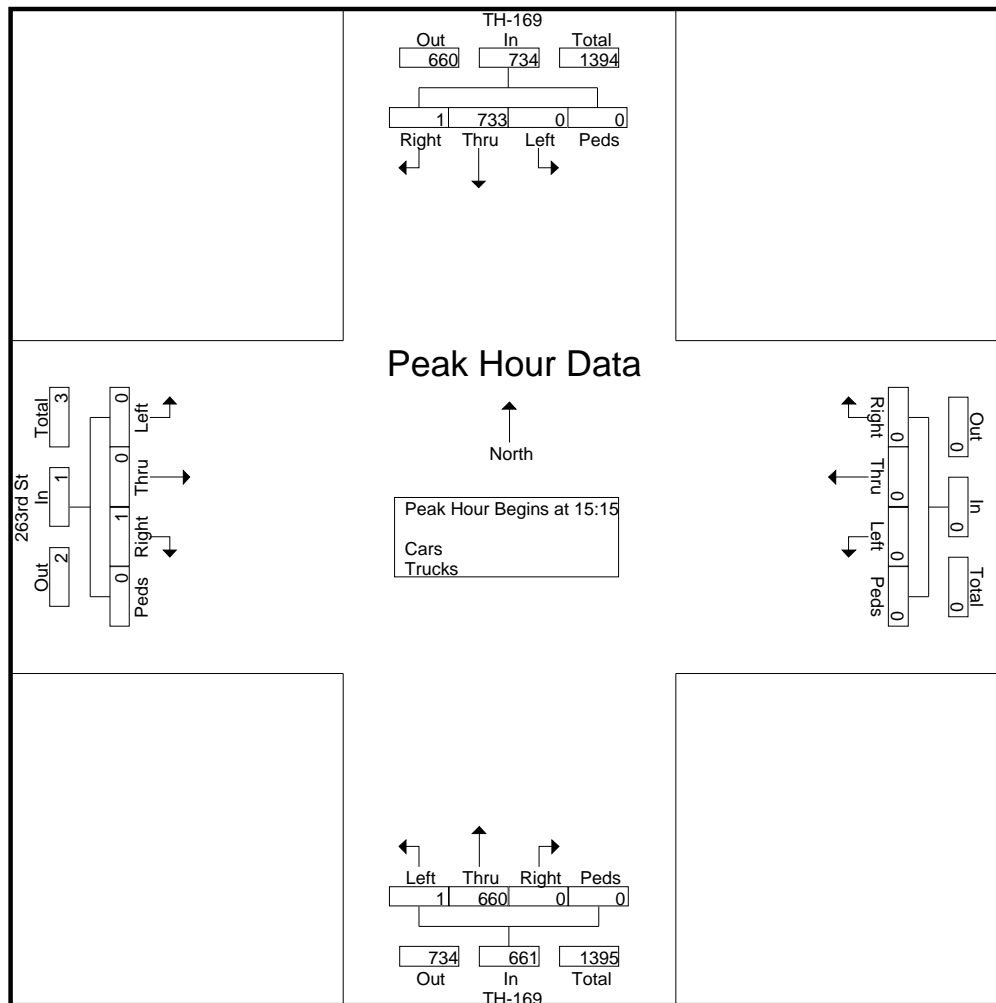 TH-169
Out In Total
660 734 1394
1 733 0 0
Right Thru Left Peds
Peak Hour Data
North
Peak Hour Begins at 15:15
Cars
Trucks
263rd St
Total In Out
3 1 2
0 0 1 0
Left Thru Right Peds
Right Thru Left Peds
0 0 0 0
Out In Total
0 0 0
Left Thru Right Peds
1 660 0 0
734 661 1395
Out In Total
TH-169